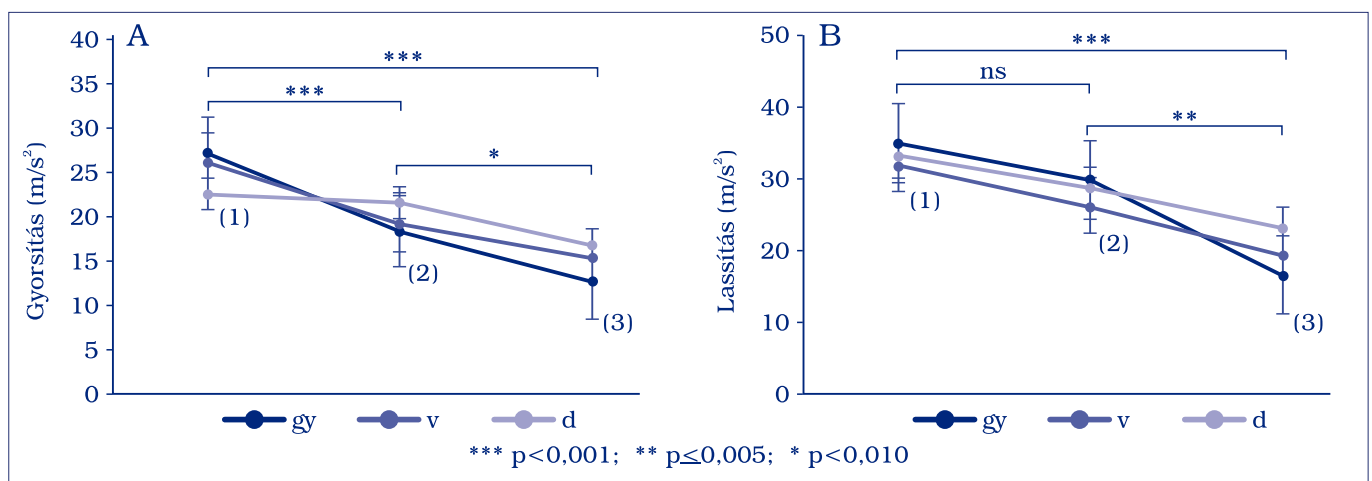 A
Gyorsítás (m/s²)
40
35
30
25
20
15
10
5
0
***
***
*
(1)
(2)
(3)
gy
v
d
B
Lassítás (m/s²)
50
40
30
20
10
0
***
ns
**
(1)
(2)
(3)
gy
v
d
*** p<0,001; ** p≤0,005; * p<0,010